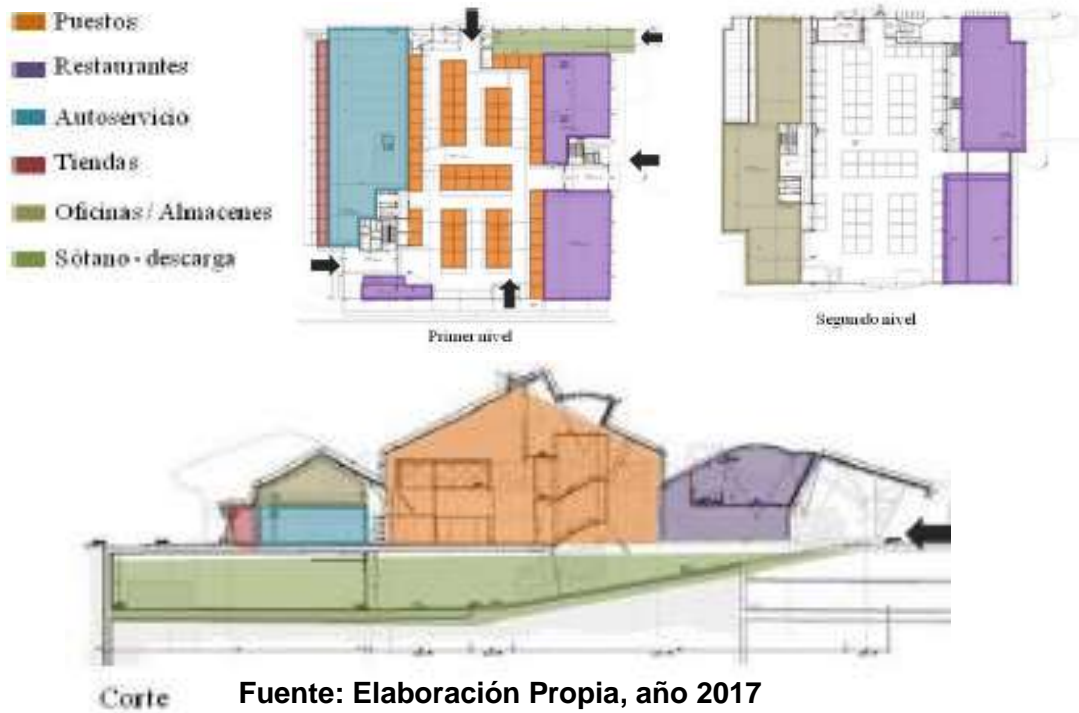 Puestos
Restaurantes
Autoservicio
Tiendas
Oficinas / Almacenes
Sótano - descarga
Primer nivel
Segundo nivel
Corte
Fuente: Elaboración Propia, año 2017